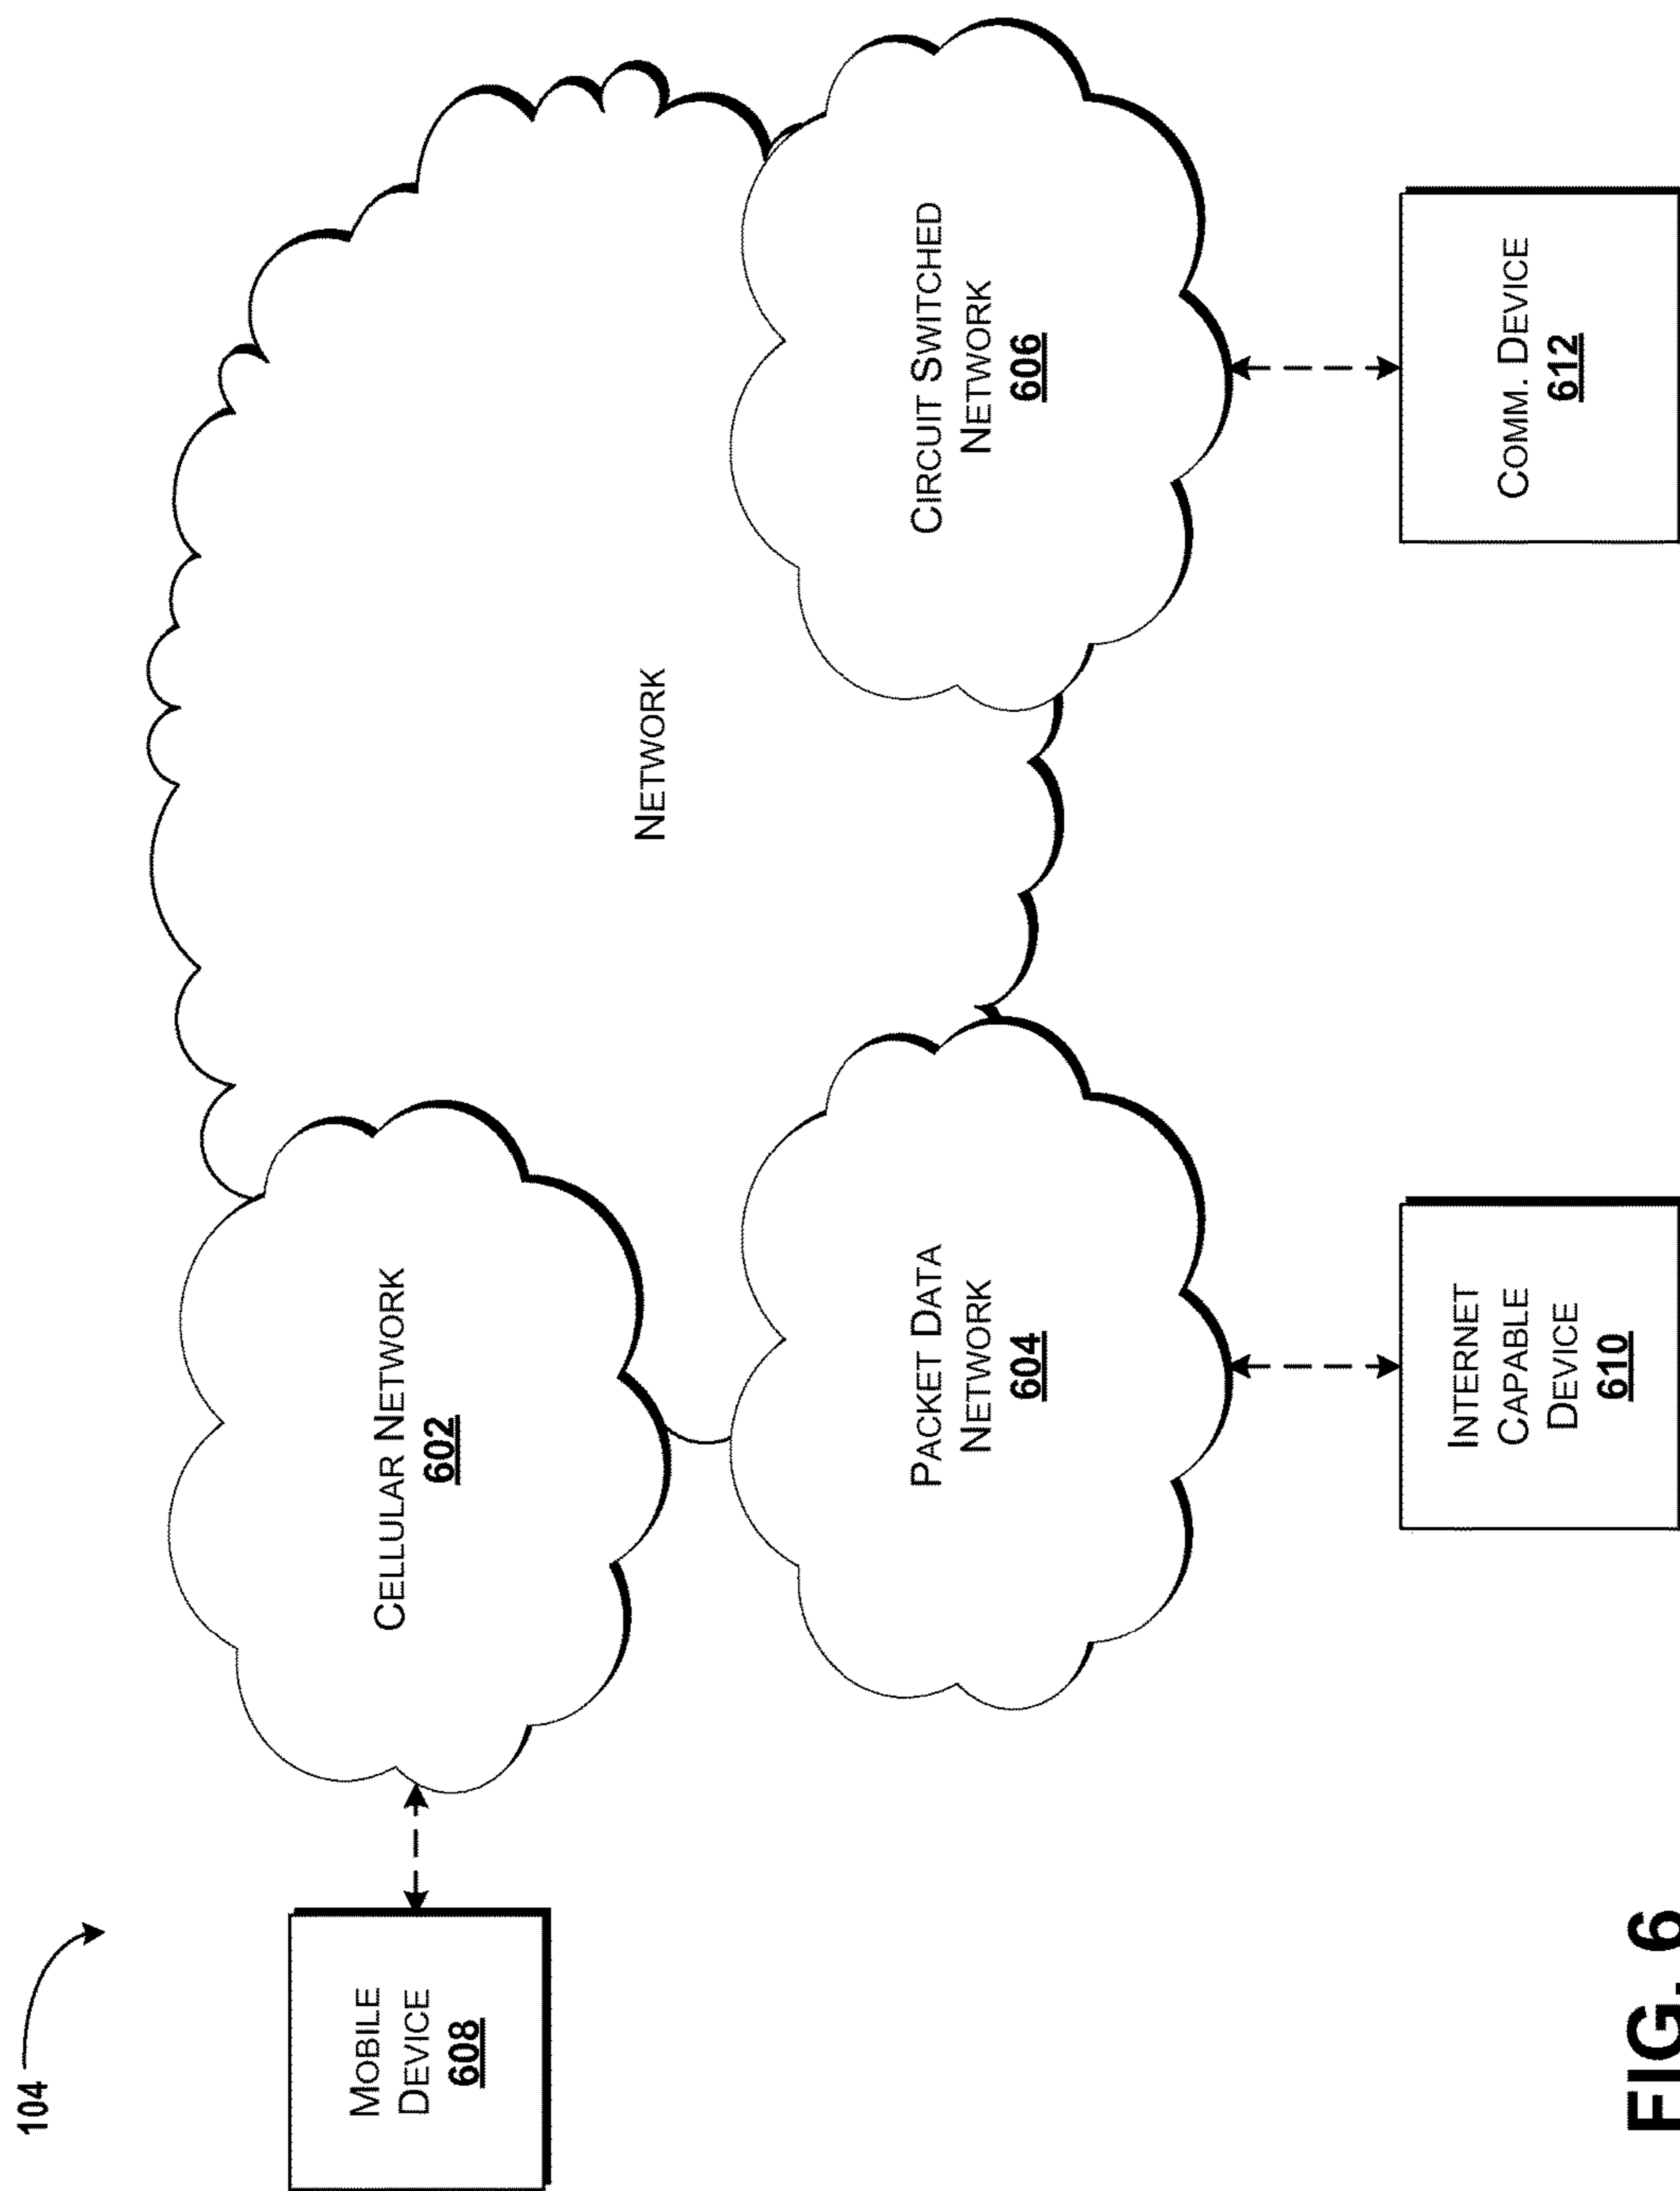 104
MOBILE
DEVICE
608
CELLULAR NETWORK
602
NETWORK
PACKET DATA
NETWORK
604
CIRCUIT SWITCHED
NETWORK
606
INTERNET
CAPABLE
DEVICE
610
COMM. DEVICE
612
FIG. 6